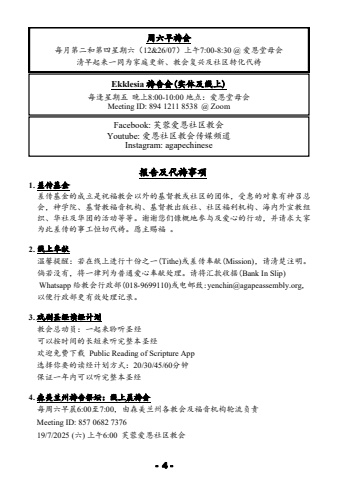 周六早祷会
每月第二和第四星期六（12&26/07）上午7:00-8:30 @ 爱恩堂母会
清早起来一同为家庭更新、教会复兴及社区转化代祷
Ekklesia 祷告会(实体及线上)
每逢星期五 晚上8:00-10:00 地点：爱恩堂母会
Meeting ID: 894 1211 8538 @ Zoom
Facebook: 芙蓉爱恩社区教会
Youtube: 爱恩社区教会传媒频道
Instagram: agapechinese
报告及代祷事项
1. 差传基金
差传基金的成立是祝福教会以外的基督教或社区的团体，受惠的对象有神召总
会，神学院、基督教福音机构、基督教出版社、社区福利机构、海内外宣教组
织、华社及华团的活动等等。谢谢您们慷慨地参与及爱心的行动，并请求大家
为此差传的事工恒切代祷。愿主赐福 。
2. 线上奉献
温馨提醒：若在线上进行十份之一(Tithe)或差传奉献(Mission)，请清楚注明。
倘若没有，将一律列为普通爱心奉献处理。请将汇款收据(Bank In Slip)
Whatsapp 给教会行政部(018-9699110)或电邮致:yenchin@agapeassembly.org,
以便行政部更有效处理记录。
3. 戏剧圣经读经计划
教会总动员：一起来聆听圣经
可以按时间的长短来听完整本圣经
欢迎免费下载 Public Reading of Scripture App
选择你要的读经计划方式：20/30/45/60分钟
保证一年内可以听完整本圣经
4. 森美兰州祷告祭坛：线上晨祷会
每周六早晨6:00至7:00，由森美兰州各教会及福音机构轮流负责
Meeting ID: 857 0682 7376
19/7/2025 (六) 上午6:00 芙蓉爱恩社区教会
- 4 -